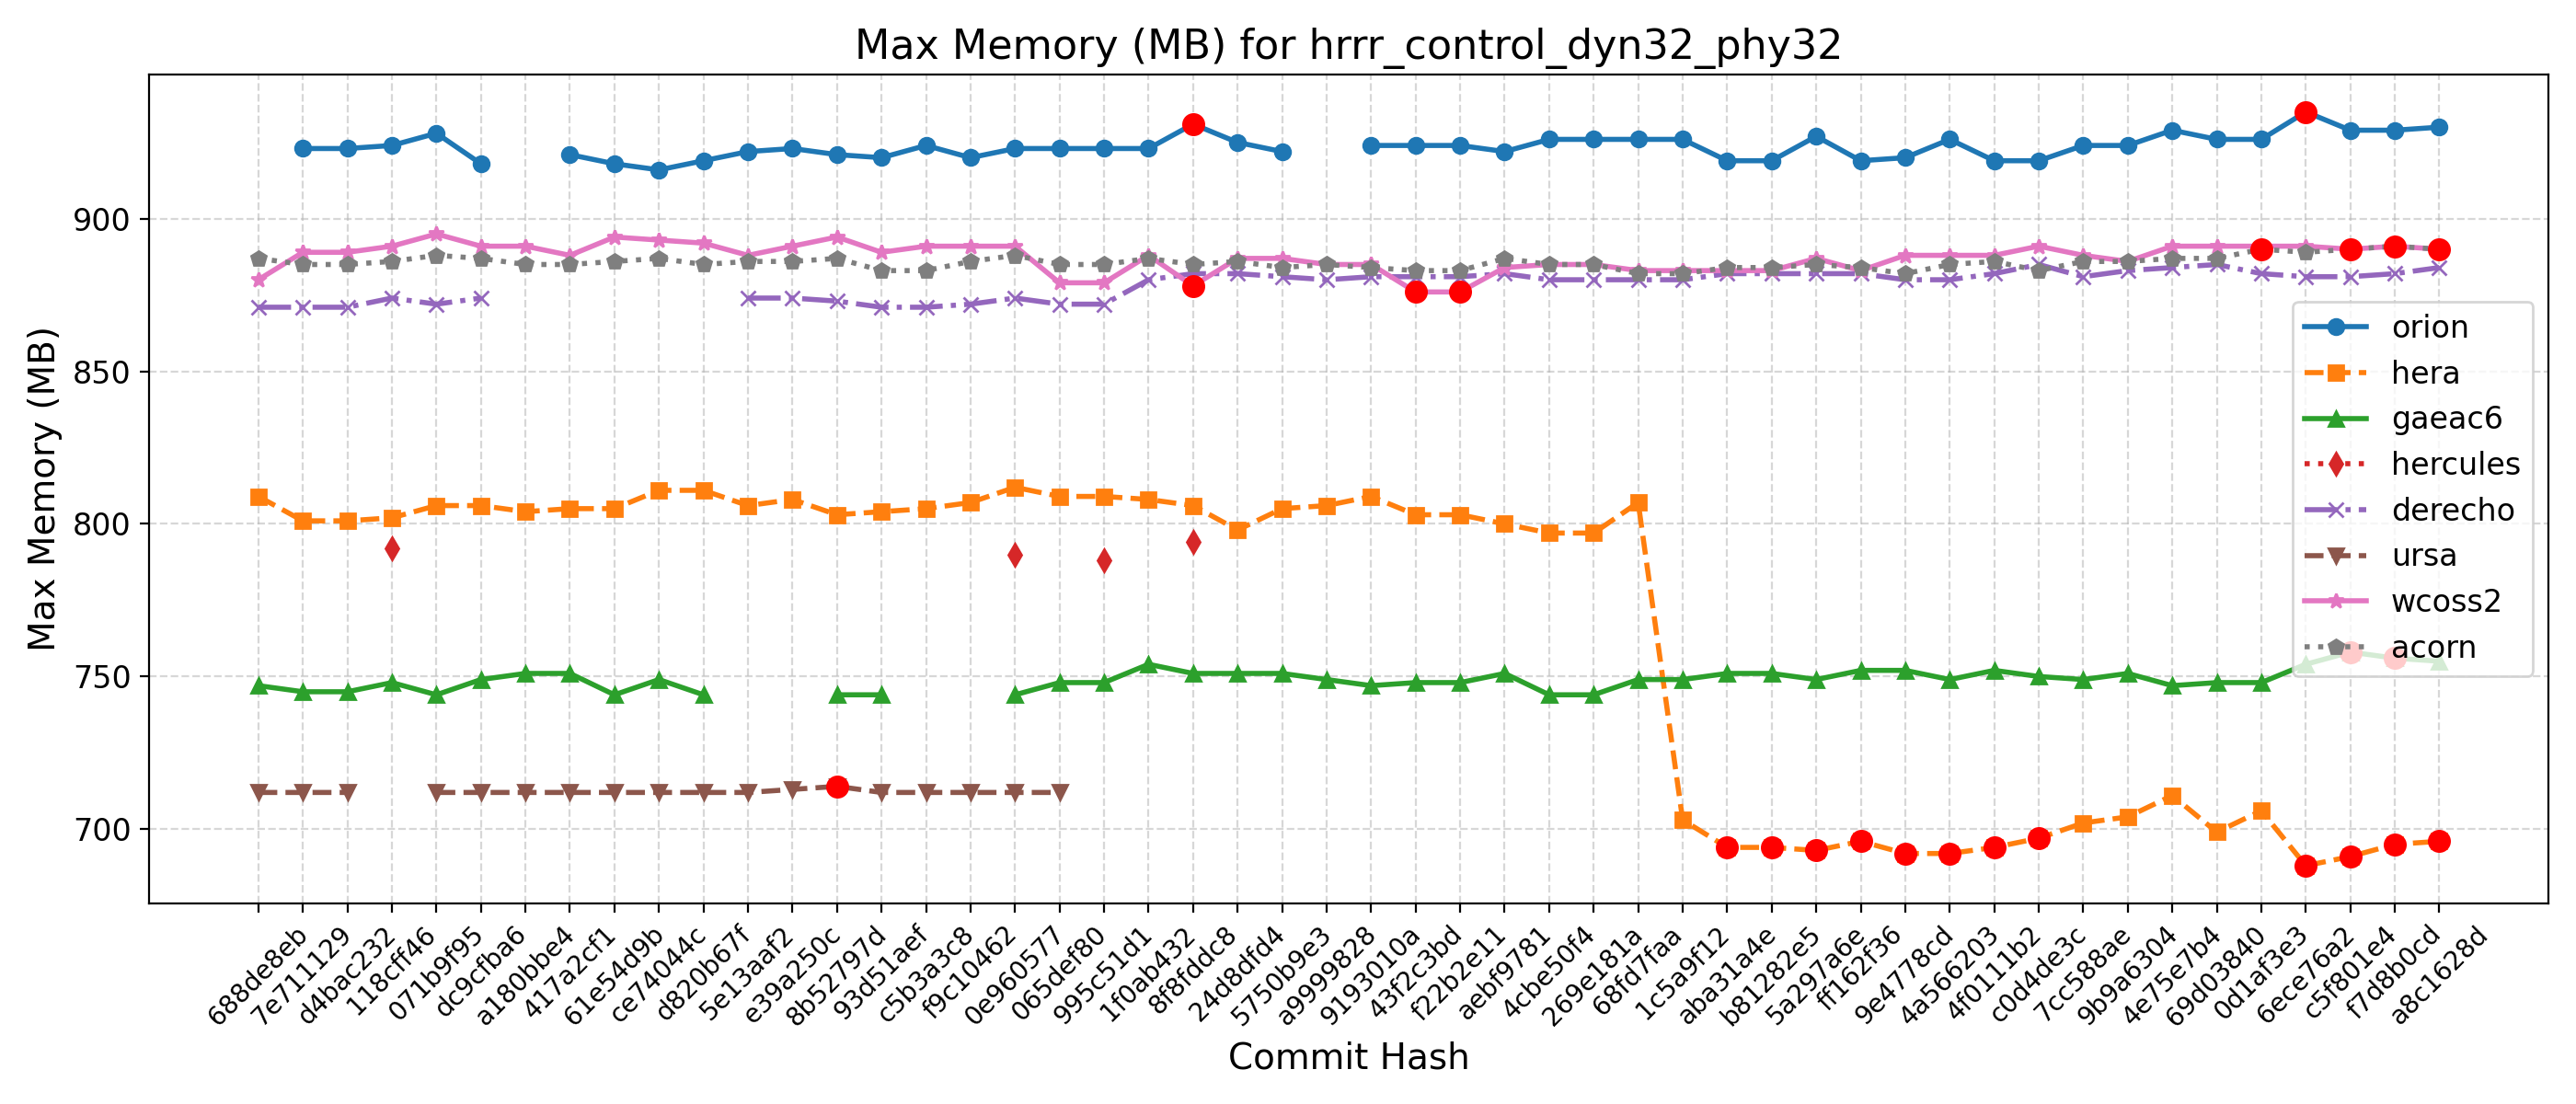 Max Memory (MB) for hrrr_control_dyn32_phy32
Max Memory (MB)
900
850
800
750
700
orion
hera
gaeac6
hercules
derecho
ursa
wcoss2
acorn
688de8eb
7e711129
d4bac232
118cff46
071b9f95
dc9cfba6
a180bbe4
417a2cf1
61e54d9b
ce74044c
d820b67f
5e13aaf2
e39a250c
8b52797d
93d51aef
c5b3a3c8
f9c10462
0e960577
065def80
995c51d1
1f0ab432
8f8fddc8
24d8dfd4
5750b9e3
a9999828
9193010a
43f2c3bd
f22b2e11
aebf9781
4cbe50f4
269e181a
68fd7faa
1c5a9f12
aba31a4e
b81282e5
5a297a6e
ff162f36
9e4778cd
4a566203
4f0111b2
c0d4de3c
7cc588ae
9b9a6304
4e75e7b4
69d03840
0d1af3e3
6ece76a2
c5f801e4
f7d8b0cd
a8c1628d
Commit Hash